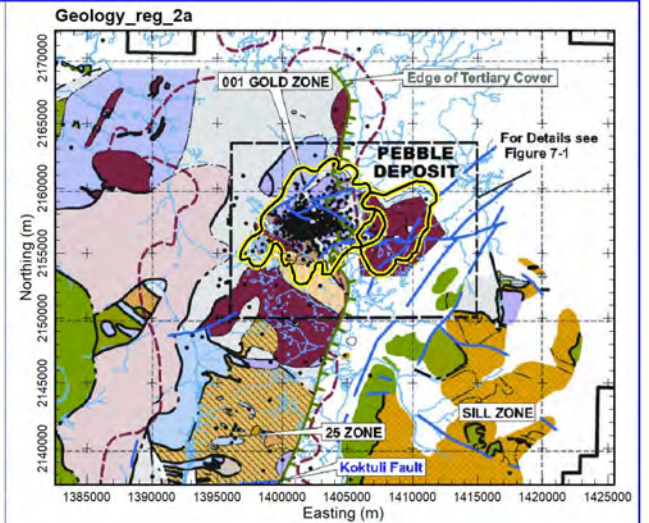 Geology_reg_2a
2170000
2165000
2160000
2155000
2150000
2145000
2140000
Northing (m)
001 GOLD ZONE
Edge of Tertiary Cover
For Details see
Figure 7-1
PEBBLE
DEPOSIT
SILL ZONE
25 ZONE
Koktuli Fault
1385000 1390000 1395000 1400000 1405000 1410000 1415000 1420000 1425000
Easting (m)